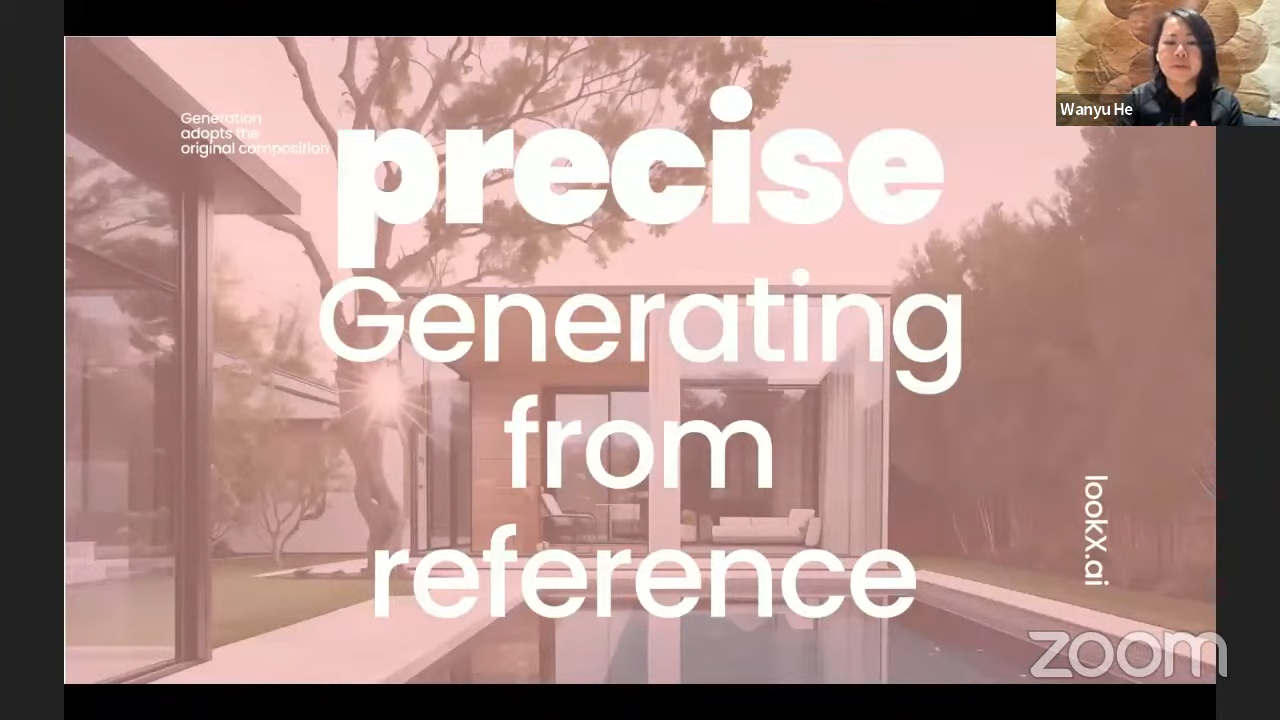 Wanyu He
Generation
adopts the
original composition
precise
Generating
from
reference
lookX.ai
zoom